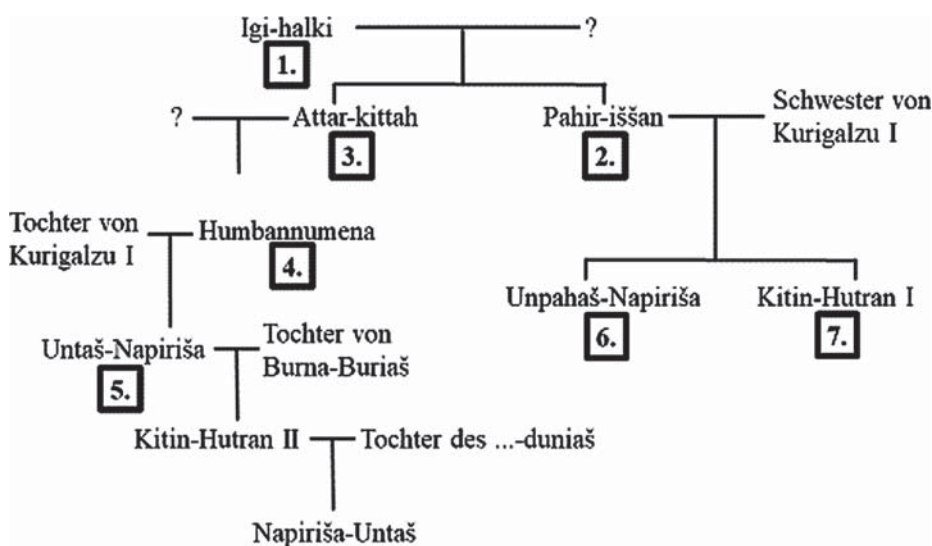 Igi-halki
?
1.
?
Attar-kittah
Pahir-iššan
Schwester von
Kurigalzu I
3.
2.
Tochter von
Kurigalzu I
Humbannumena
4.
Unpahaš-Napiriša
Kitin-Hutran I
6.
7.
Untaš-Napiriša
Tochter von
Burna-Buriaš
5.
Kitin-Hutran II
Tochter des ...-duniaš
Napiriša-Untaš